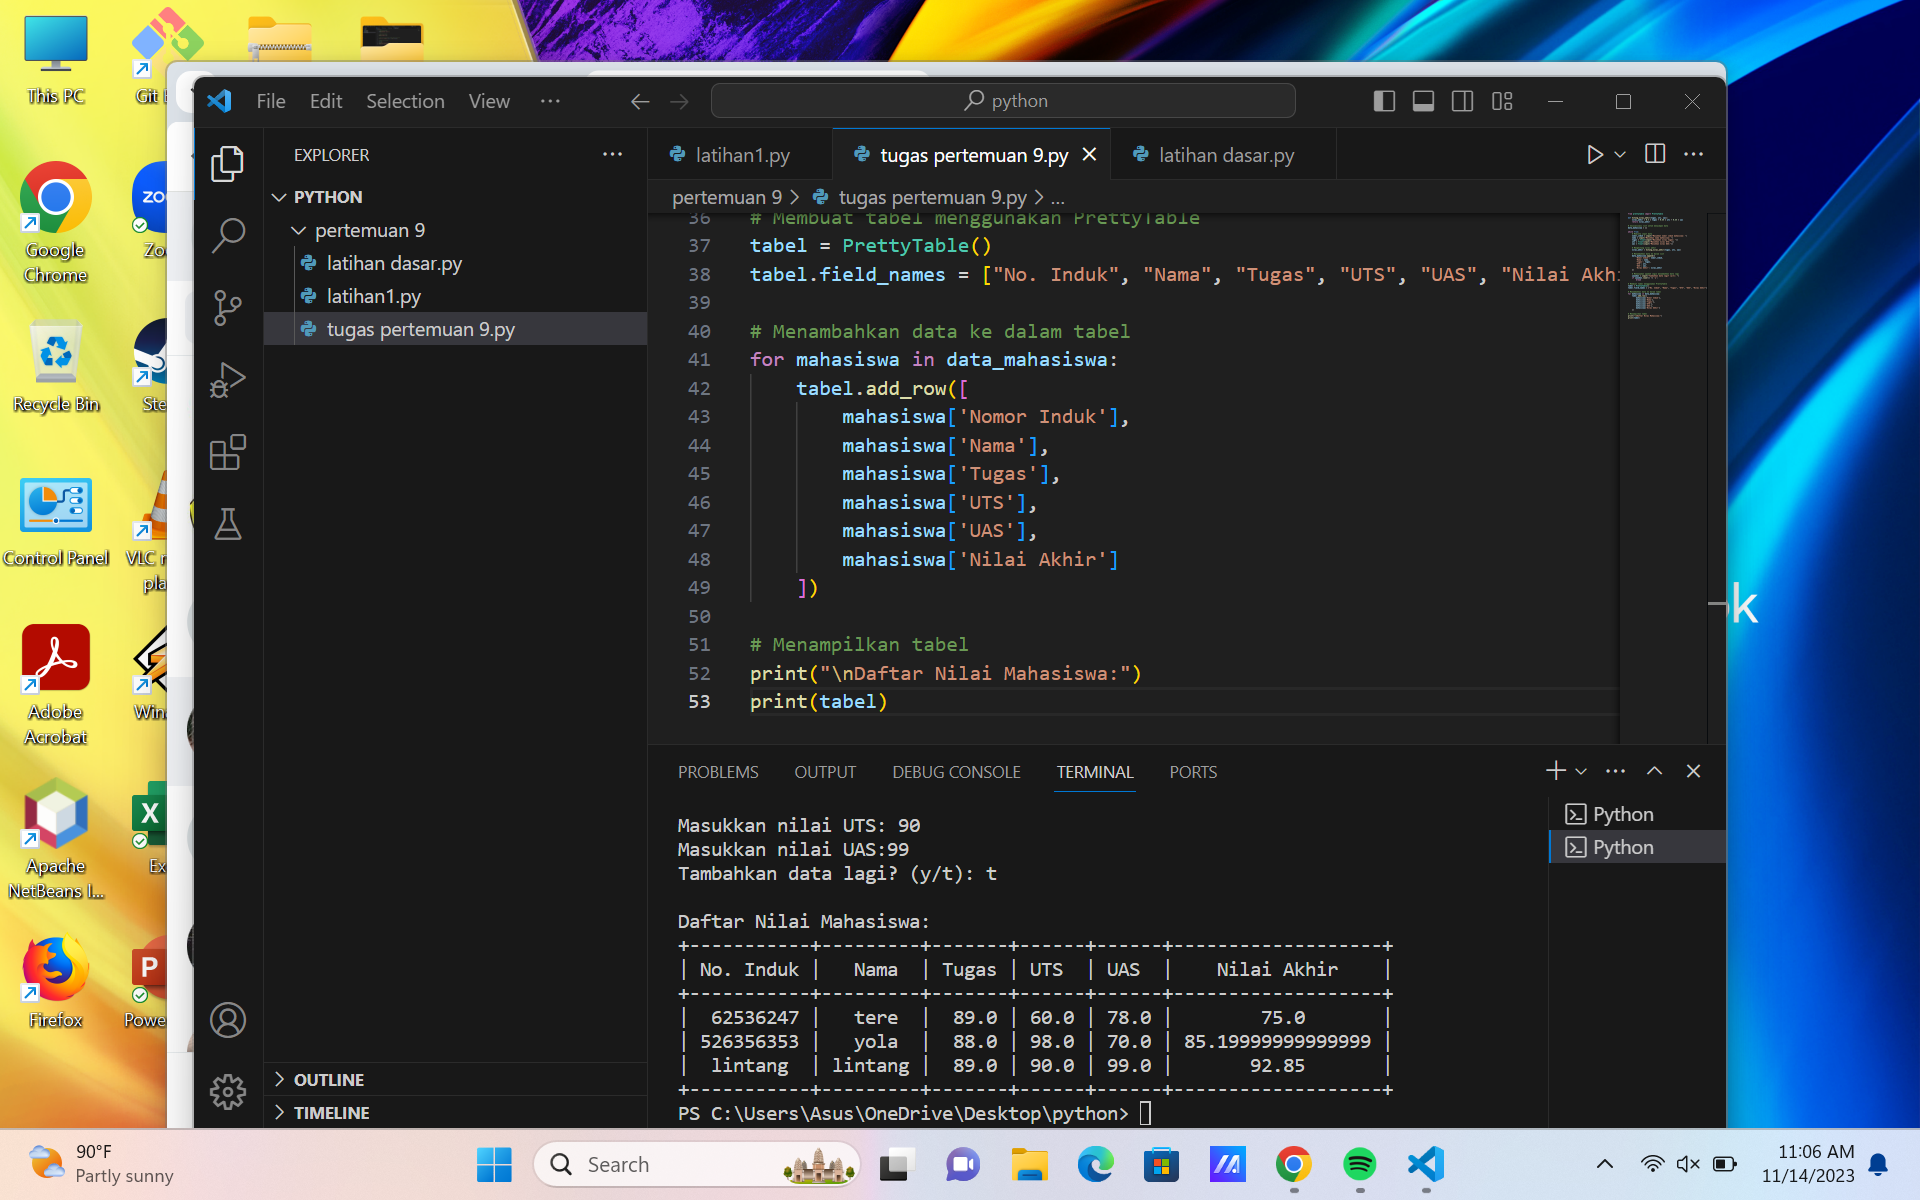 This PC
Git
Google
Chrome
Zo
Recycle Bin
Ste
Control Panel
VLC
pla
Adobe
Acrobat
Win
Apache
NetBeans I...
Ex
Firefox
Powe
File Edit Selection View ...
python
EXPLORER
PYTHON
pertemuan 9
latihan dasar.py
latihan1.py
tugas pertemuan 9.py
OUTLINE
TIMELINE
latihan1.py tugas pertemuan 9.py latihan dasar.py
pertemuan 9 > tugas pertemuan 9.py > ...
36 # Membuat tabel menggunakan PrettyTable
37 tabel = PrettyTable()
38 tabel.field_names = ["No. Induk", "Nama", "Tugas", "UTS", "UAS", "Nilai Akh
39
40 # Menambahkan data ke dalam tabel
41 for mahasiswa in data_mahasiswa:
42     tabel.add_row([
43         mahasiswa['Nomor Induk'],
44         mahasiswa['Nama'],
45         mahasiswa['Tugas'],
46         mahasiswa['UTS'],
47         mahasiswa['UAS'],
48         mahasiswa['Nilai Akhir']
49     ])
50
51 # Menampilkan tabel
52 print("\nDaftar Nilai Mahasiswa:")
53 print(tabel)
k
PROBLEMS OUTPUT DEBUG CONSOLE TERMINAL PORTS
Python
Python
Masukkan nilai UTS: 90
Masukkan nilai UAS:99
Tambahkan data lagi? (y/t): t
Daftar Nilai Mahasiswa:
+-----------+---------+-------+------+------+-------------------+
| No. Induk |   Nama  | Tugas | UTS  | UAS  |    Nilai Akhir    |
+-----------+---------+-------+------+------+-------------------+
|  62536247 |   tere  |  89.0 | 60.0 | 78.0 |        75.0       |
| 526356353 |   yola  |  88.0 | 98.0 | 70.0 | 85.19999999999999 |
|  lintang  | lintang |  89.0 | 90.0 | 99.0 |       92.85       |
+-----------+---------+-------+------+------+-------------------+
PS C:\Users\Asus\OneDrive\Desktop\python>
90°F
Partly sunny
Search
11:06 AM
11/14/2023